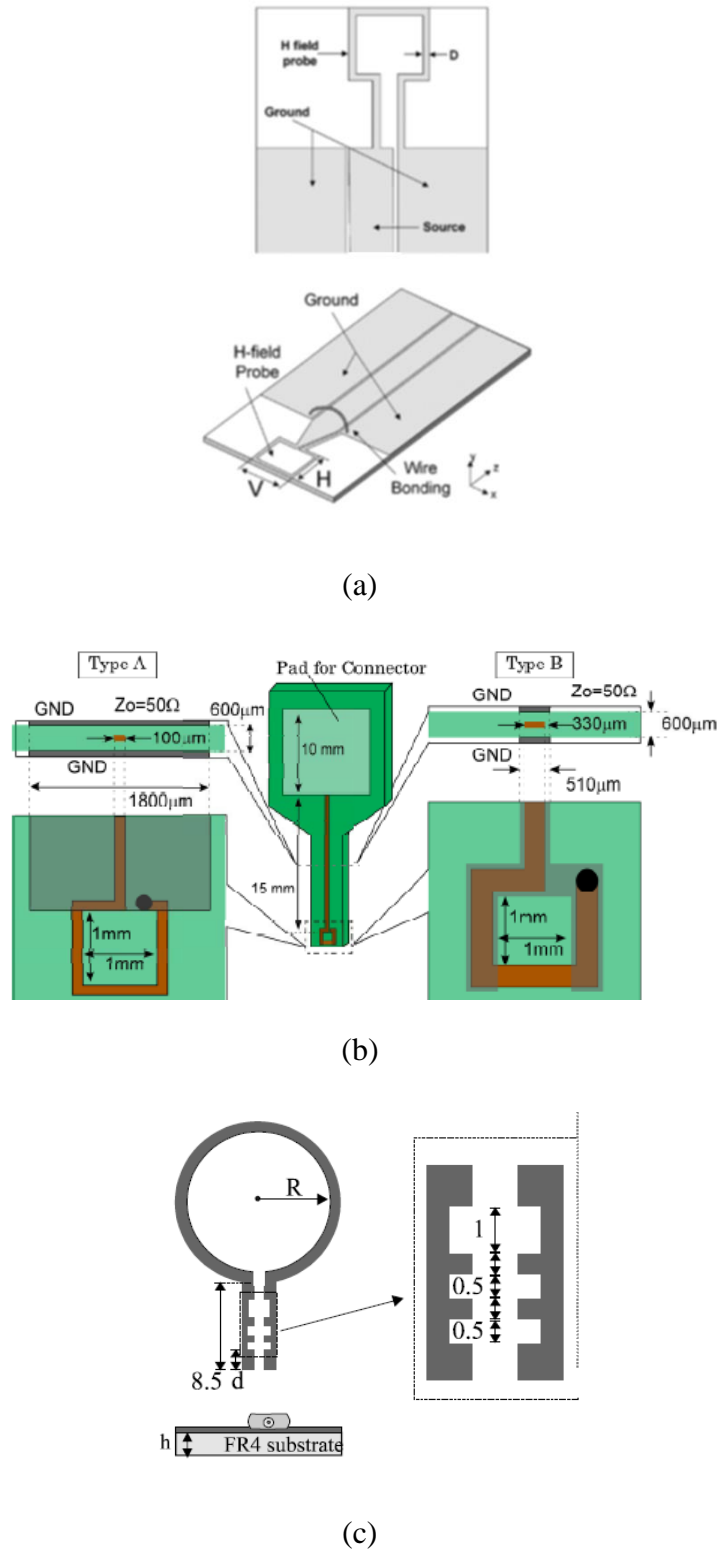 H field
probe
D
Ground
Source
Ground
H-field
Probe
V
H
Wire
Bonding
y
z
x
(a)
Type A
Pad for Connector
Type B
GND
Zo=50Ω
600μm
100μm
GND
1800μm
10 mm
GND
Zo=50Ω
330μm
600μm
GND
510μm
15 mm
1mm
1mm
1mm
1mm
(b)
R
8.5
d
1
0.5
0.5
h
FR4 substrate
(c)